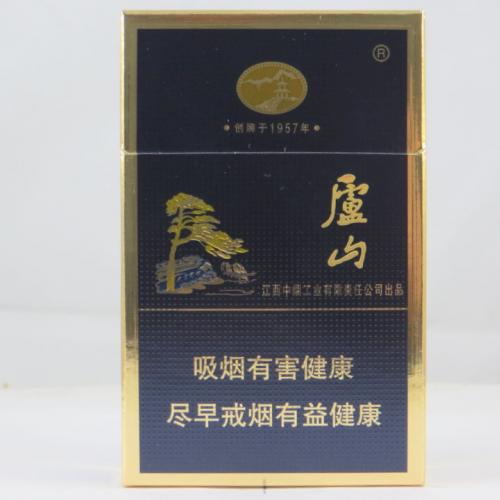 ®
·创牌于1957年·
廬山
江西中烟工业有限责任公司出品
吸烟有害健康
尽早戒烟有益健康